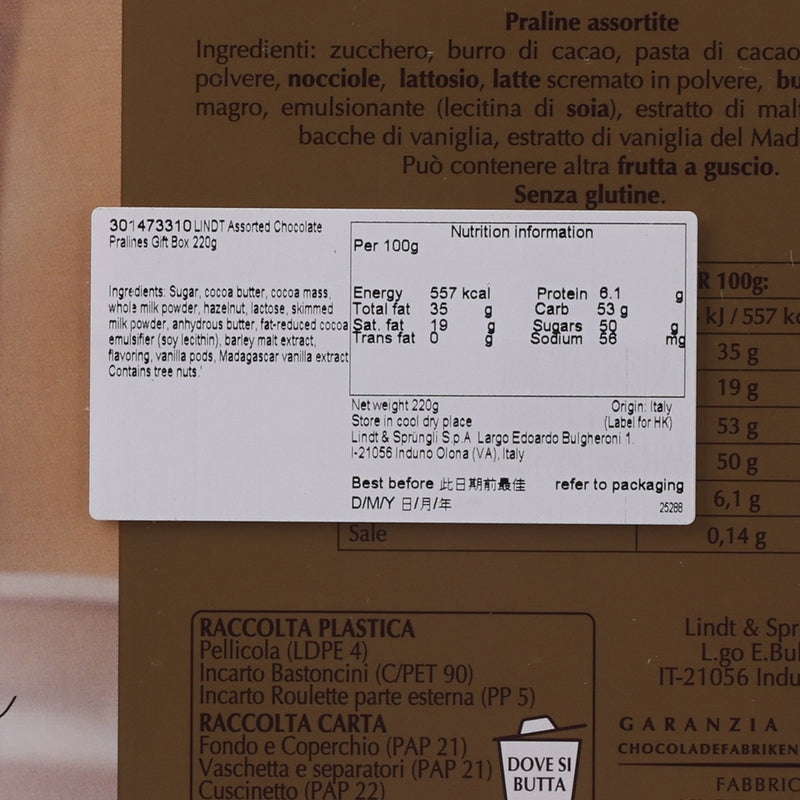 Praline assortite
Ingredienti: zucchero, burro di cacao, pasta di cacao
polvere, nocciole, lattosio, latte scremato in polvere, bu
magro, emulsionante (lecitina di soia), estratto di mal
bacche di vaniglia, estratto di vaniglia del Mad
Può contenere altra frutta a guscio.
Senza glutine.
301473310 LINDT Assorted Chocolate
Pralines Gift Box 220g
Ingredients: Sugar, cocoa butter, cocoa mass,
whole milk powder, hazelnut, lactose, skimmed
milk powder, anhydrous butter, fat-reduced cocoa
emulsifier (soy lecithin), barley malt extract,
flavoring, vanilla pods, Madagascar vanilla extract
Contains tree nuts.'
Nutrition information
Per 100g
Energy 557 kcal Protein 6.1 g
Total fat 35 g Carb 53 g
Sat. fat 19 g Sugars 50 g
Trans fat 0 g Sodium 56 mg
Net weight 220g Origin: Italy
Store in cool dry place (Label for HK)
Lindt & Sprüngli S.p.A Largo Edoardo Bulgheroni 1.
I-21056 Induno Olona (VA), Italy
Best before 此日期前最佳 refer to packaging
D/M/Y 日/月/年 25288
R 100g:
kJ / 557 kc
35 g
19 g
53 g
50 g
6,1 g
Sale 0,14 g
RACCOLTA PLASTICA
Pellicola (LDPE 4)
Incarto Bastoncini (C/PET 90)
Incarto Roulette parte esterna (PP 5)
RACCOLTA CARTA
Fondo e Coperchio (PAP 21)
Vaschetta e separatori (PAP 21)
Cuscinetto (PAP 22)
DOVE SI
BUTTA
Lindt & Spr
L.go E.Bul
IT-21056 Indu
GARANZIA
CHOCOLADEFABRIKEN
FABBRIC